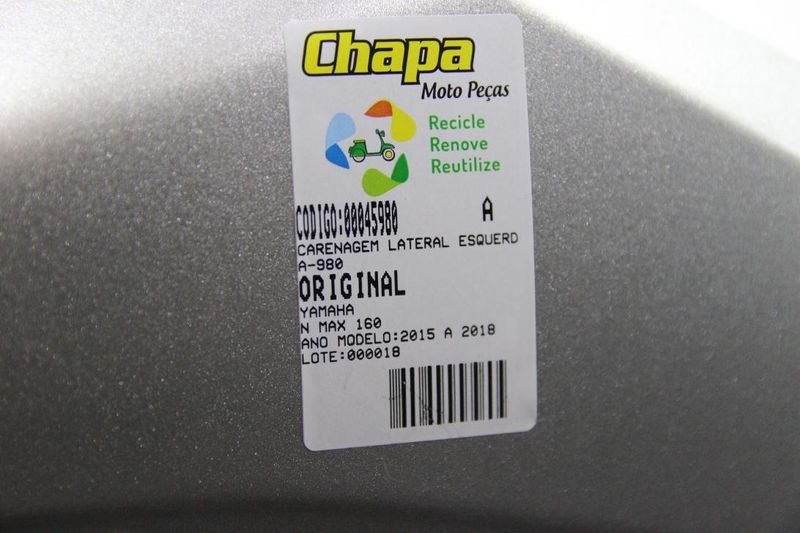 Chapa
Moto Peças
Recicle
Renove
Reutilize
CODIGO:00045980 A
CARENAGEM LATERAL ESQUERD
A-980
ORIGINAL
YAMAHA
N MAX 160
ANO MODELO:2015 A 2018
LOTE:000018